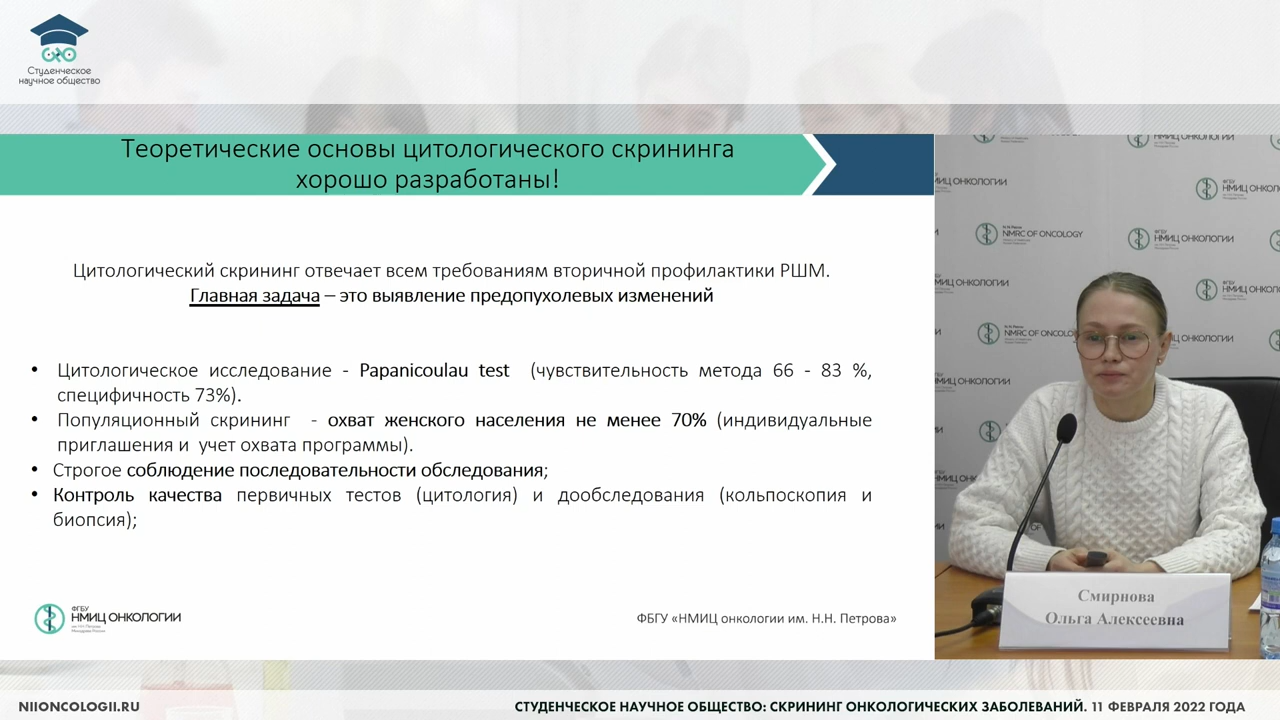 Студенческое
научное общество
Теоретические основы цитологического скрининга
хорошо разработаны!
Цитологический скрининг отвечает всем требованиям вторичной профилактики РШМ.
Главная задача – это выявление предопухолевых изменений
• Цитологическое исследование - Papanicoulau test (чувствительность метода 66 - 83 %,
специфичность 73%).
• Популяционный скрининг - охват женского населения не менее 70% (индивидуальные
приглашения и учет охвата программы).
• Строгое соблюдение последовательности обследования;
• Контроль качества первичных тестов (цитология) и дообследования (кольпоскопия и
биопсия);
ФГБУ
НМИЦ ОНКОЛОГИИ
ФБГУ «НМИЦ онкологии им. Н.Н. Петрова»
НМИЦ ОНКОЛОГИИ
NMRC OF ONCOLOGY
НМИЦ ОНКОЛОГИИ
Смирнова
Ольга Алексеевна
NIIONCOLOGII.RU
СТУДЕНЧЕСКОЕ НАУЧНОЕ ОБЩЕСТВО: СКРИНИНГ ОНКОЛОГИЧЕСКИХ ЗАБОЛЕВАНИЙ. 11 ФЕВРАЛЯ 2022 ГОДА